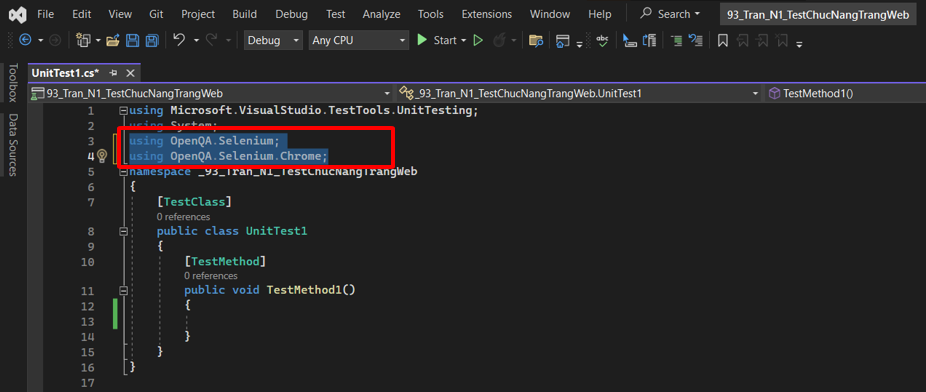 File Edit View Git Project Build Debug Test Analyze Tools Extensions Window Help Search 93_Tran_N1_TestChucNangTrangWeb
Debug Any CPU Start
Toolbox
Data Sources
UnitTest1.cs*
93_Tran_N1_TestChucNangTrangWeb _93_Tran_N1_TestChucNangTrangWeb.UnitTest1 TestMethod1()
1 using Microsoft.VisualStudio.TestTools.UnitTesting;
2 using System;
3 using OpenQA.Selenium;
4 using OpenQA.Selenium.Chrome;
5 namespace _93_Tran_N1_TestChucNangTrangWeb
6 {
7 [TestClass]
0 references
8 public class UnitTest1
9 {
10 [TestMethod]
0 references
11 public void TestMethod1()
12 {
13
14 }
15 }
16 }
17